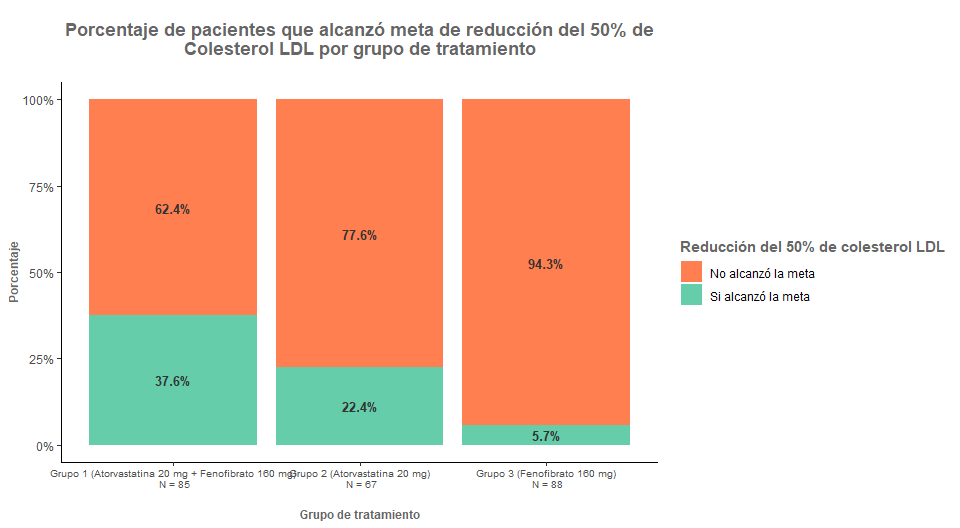 Porcentaje de pacientes que alcanzó meta de reducción del 50% de
Colesterol LDL por grupo de tratamiento
Porcentaje
100%
75%
50%
25%
0%
62.4%
37.6%
77.6%
22.4%
94.3%
5.7%
Grupo 1 (Atorvastatina 20 mg + Fenofibrato 160 mg)
N = 85
Grupo 2 (Atorvastatina 20 mg)
N = 67
Grupo 3 (Fenofibrato 160 mg)
N = 88
Grupo de tratamiento
Reducción del 50% de colesterol LDL
No alcanzó la meta
Si alcanzó la meta